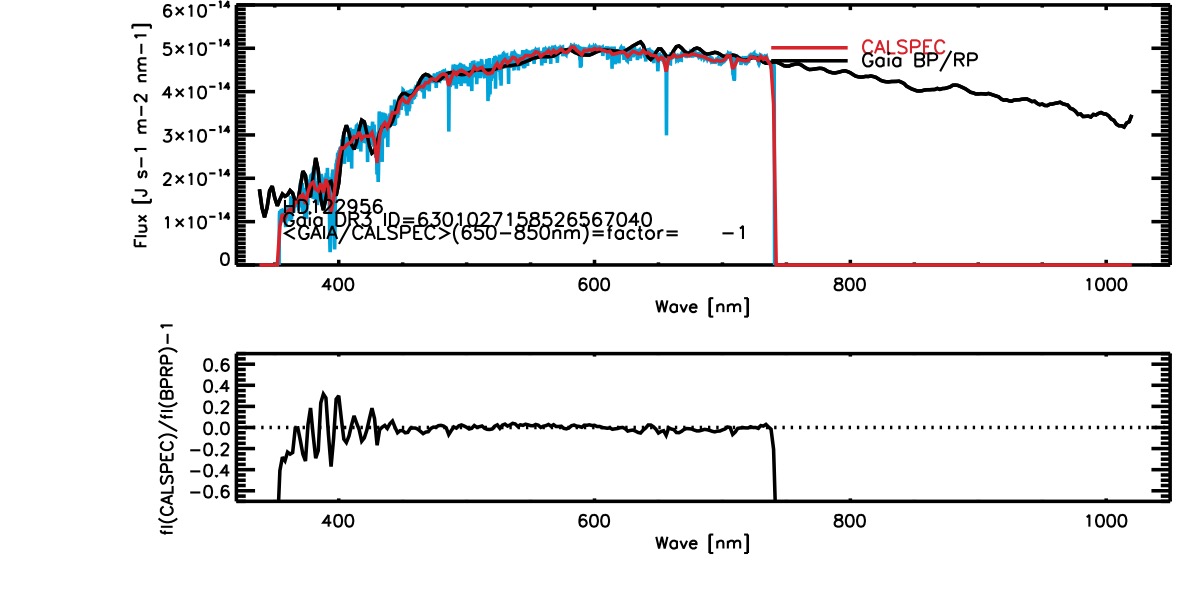 6×10−14
5×10−14
4×10−14
3×10−14
2×10−14
1×10−14
0
Flux [J s−1 m−2 nm−1]
CALSPEC
Gaia BP/RP
HD122956
Gaia DR3 ID=6301027158526567040
<GAIA/CALSPEC>(650−850nm)=factor= −1
400 600 800 1000
Wave [nm]
fl(CALSPEC)/fl(BPRP)−1
0.6
0.4
0.2
0.0
−0.2
−0.4
−0.6
400 600 800 1000
Wave [nm]